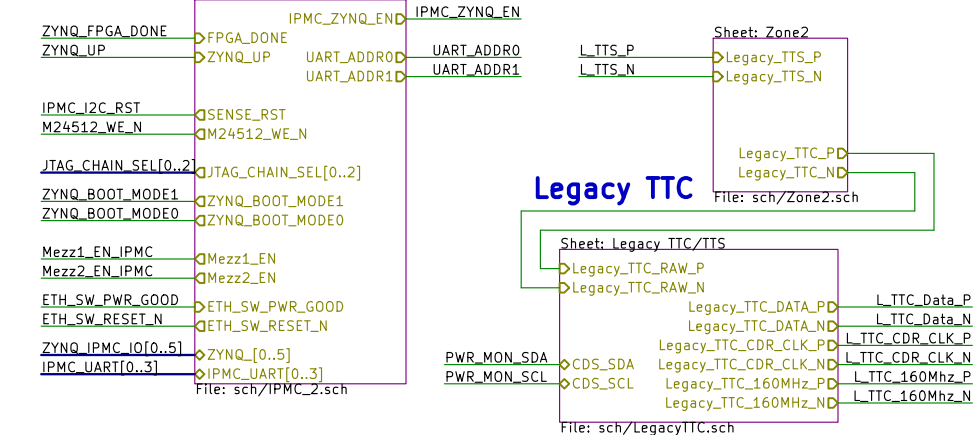 ZYNQ_FPGA_DONE
ZYNQ_UP
IPMC_I2C_RST
M24512_WE_N
JTAG_CHAIN_SEL[0..2]
ZYNQ_BOOT_MODE1
ZYNQ_BOOT_MODE0
Mezz1_EN_IPMC
Mezz2_EN_IPMC
ETH_SW_PWR_GOOD
ETH_SW_RESET_N
ZYNQ_IPMC_IO[0..5]
IPMC_UART[0..3]
IPMC_ZYNQ_EN
FPGA_DONE
ZYNQ_UP
UART_ADDR0
UART_ADDR1
SENSE_RST
M24512_WE_N
JTAG_CHAIN_SEL[0..2]
ZYNQ_BOOT_MODE1
ZYNQ_BOOT_MODE0
Mezz1_EN
Mezz2_EN
ETH_SW_PWR_GOOD
ETH_SW_RESET_N
ZYNQ_[0..5]
IPMC_UART[0..3]
File: sch/IPMC_2.sch
IPMC_ZYNQ_EN
UART_ADDR0
UART_ADDR1
L_TTS_P
L_TTS_N
Sheet: Zone2
Legacy_TTS_P
Legacy_TTS_N
Legacy_TTC_P
Legacy_TTC_N
File: sch/Zone2.sch
Legacy TTC
Sheet: Legacy TTC/TTS
Legacy_TTC_RAW_P
Legacy_TTC_RAW_N
Legacy_TTC_DATA_P
Legacy_TTC_DATA_N
Legacy_TTC_CDR_CLK_P
Legacy_TTC_CDR_CLK_N
Legacy_TTC_160MHz_P
Legacy_TTC_160MHz_N
CDS_SDA
CDS_SCL
PWR_MON_SDA
PWR_MON_SCL
L_TTC_Data_P
L_TTC_Data_N
L_TTC_CDR_CLK_P
L_TTC_CDR_CLK_N
L_TTC_160Mhz_P
L_TTC_160Mhz_N
File: sch/LegacyTTC.sch